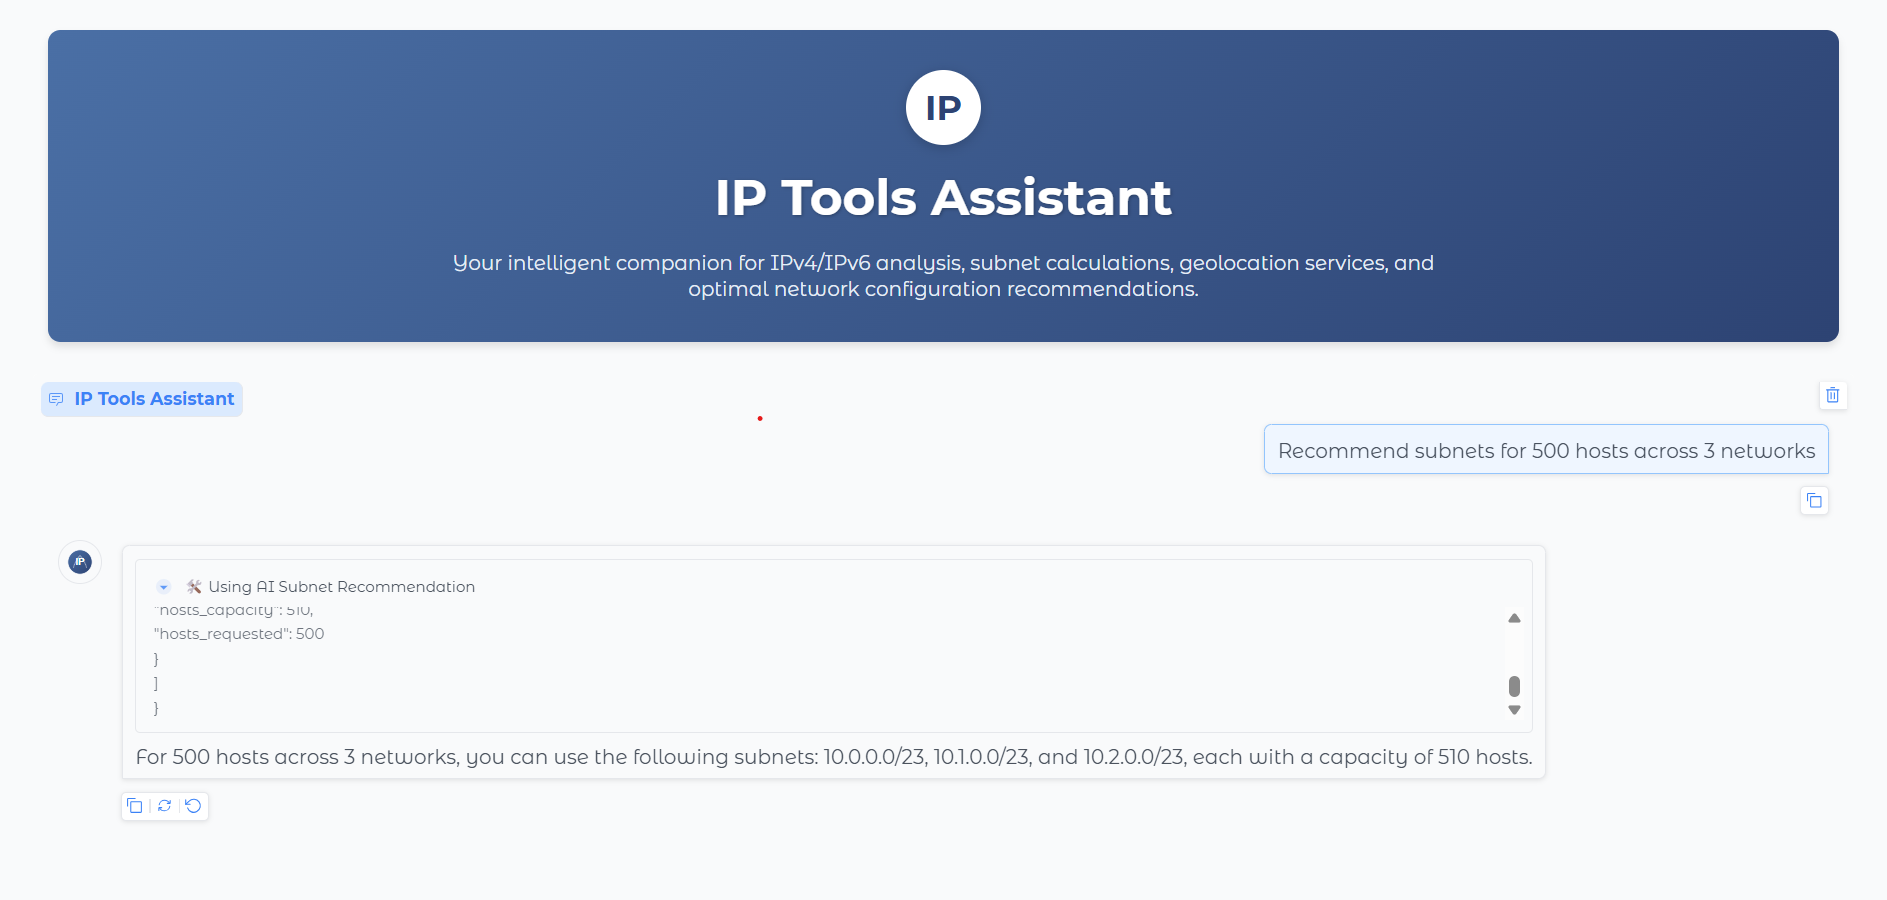 IP
IP Tools Assistant
Your intelligent companion for IPv4/IPv6 analysis, subnet calculations, geolocation services, and
optimal network configuration recommendations.
IP Tools Assistant
Recommend subnets for 500 hosts across 3 networks
IP
🛠 Using AI Subnet Recommendation
"hosts_capacity": 510,
"hosts_requested": 500
}
]
}
For 500 hosts across 3 networks, you can use the following subnets: 10.0.0.0/23, 10.1.0.0/23, and 10.2.0.0/23, each with a capacity of 510 hosts.